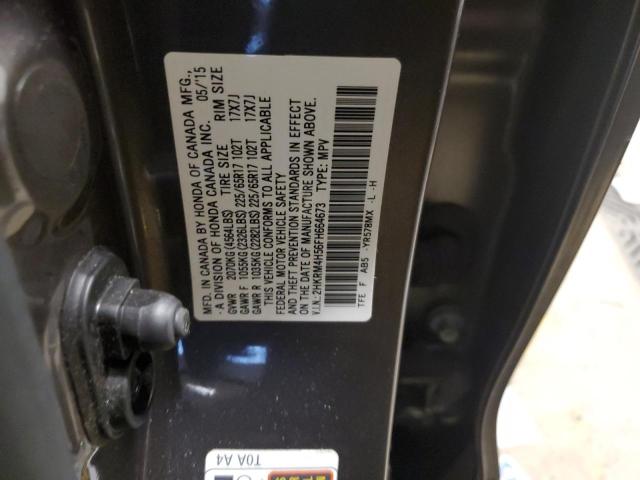 MFD. IN CANADA BY HONDA OF CANADA MFG.,
- A DIVISION OF HONDA CANADA INC. 05/'15
GVWR 2070KG(4564LBS) TIRE SIZE RIM SIZE
GAWR F 1055KG(2326LBS) 225/65R17 102T 17X7J
GAWR R 1035KG(2282LBS) 225/65R17 102T 17X7J
THIS VEHICLE CONFORMS TO ALL APPLICABLE
FEDERAL MOTOR VEHICLE SAFETY
AND THEFT PREVENTION STANDARDS IN EFFECT
ON THE DATE OF MANUFACTURE SHOWN ABOVE.
V.I.N.: 2HKRM4H56FH664673 TYPE: MPV
TFE F AB5 -YR578MX -L -H
T0A A4